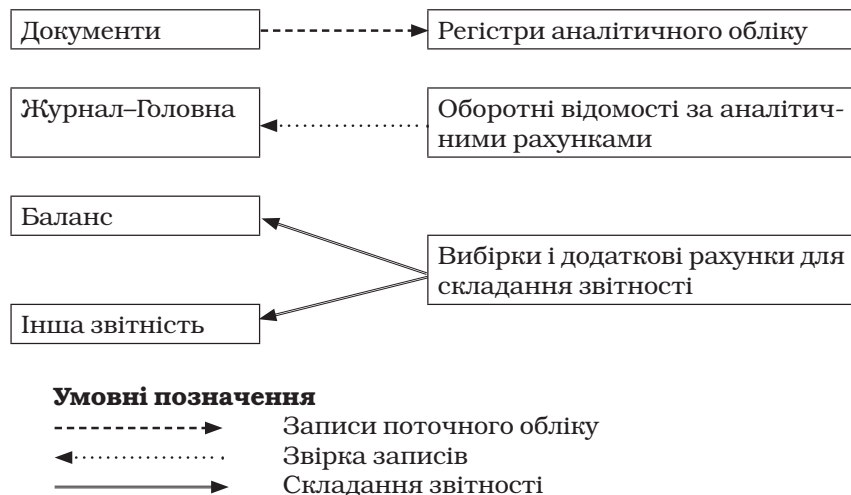 Документи
Регістри аналітичного обліку
Журнал–Головна
Оборотні відомості за аналітич-
ними рахунками
Баланс
Вибірки і додаткові рахунки для
складання звітності
Інша звітність
Умовні позначення
Записи поточного обліку
Звірка записів
Складання звітності